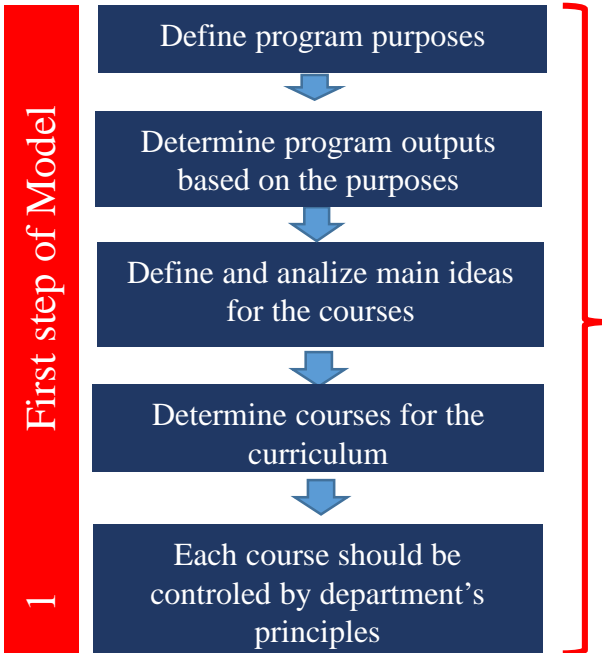 Define program purposes
Determine program outputs
based on the purposes
Define and analize main ideas
for the courses
Determine courses for the
curriculum
Each course should be
controled by department's
principles
1 First step of Model